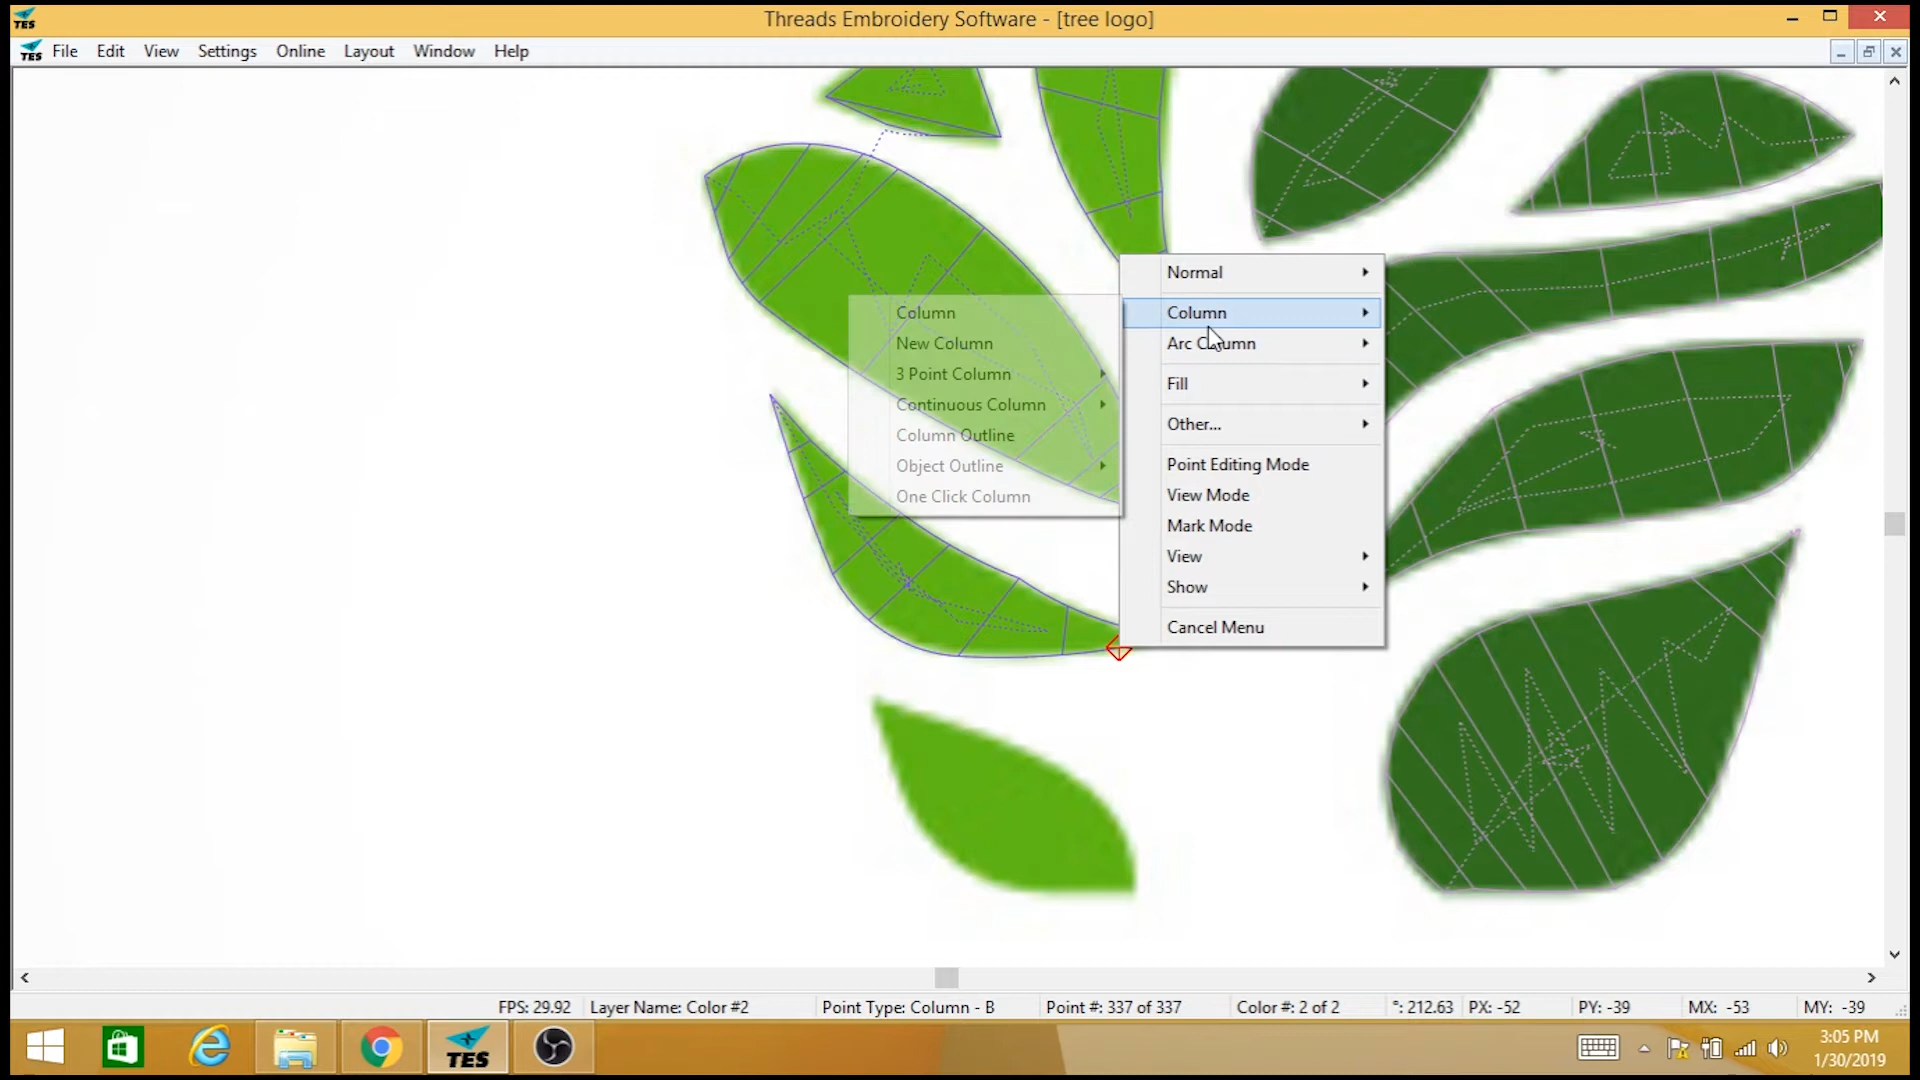 TES
Threads Embroidery Software - [tree logo]
TES
File Edit View Settings Online Layout Window Help
Normal
Column
Arc Column
Fill
Other...
Point Editing Mode
View Mode
Mark Mode
View
Show
Cancel Menu
Column
New Column
3 Point Column
Continuous Column
Column Outline
Object Outline
One Click Column
FPS: 29.92 Layer Name: Color #2 Point Type: Column - B Point #: 337 of 337 Color #: 2 of 2 °: 212.63 PX: -52 PY: -39 MX: -53 MY: -39
TES
3:05 PM
1/30/2019